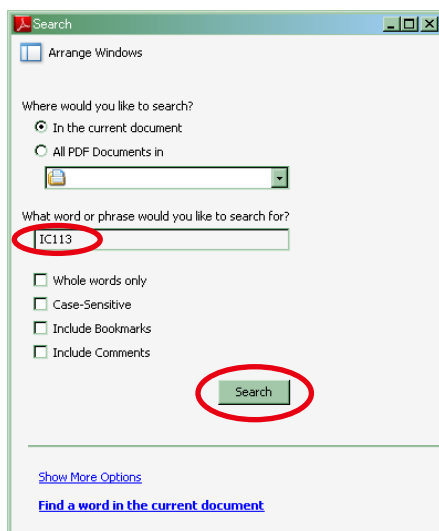 Search
Arrange Windows
Where would you like to search?
In the current document
All PDF Documents in
What word or phrase would you like to search for?
IC113
Whole words only
Case-Sensitive
Include Bookmarks
Include Comments
Search
Show More Options
Find a word in the current document